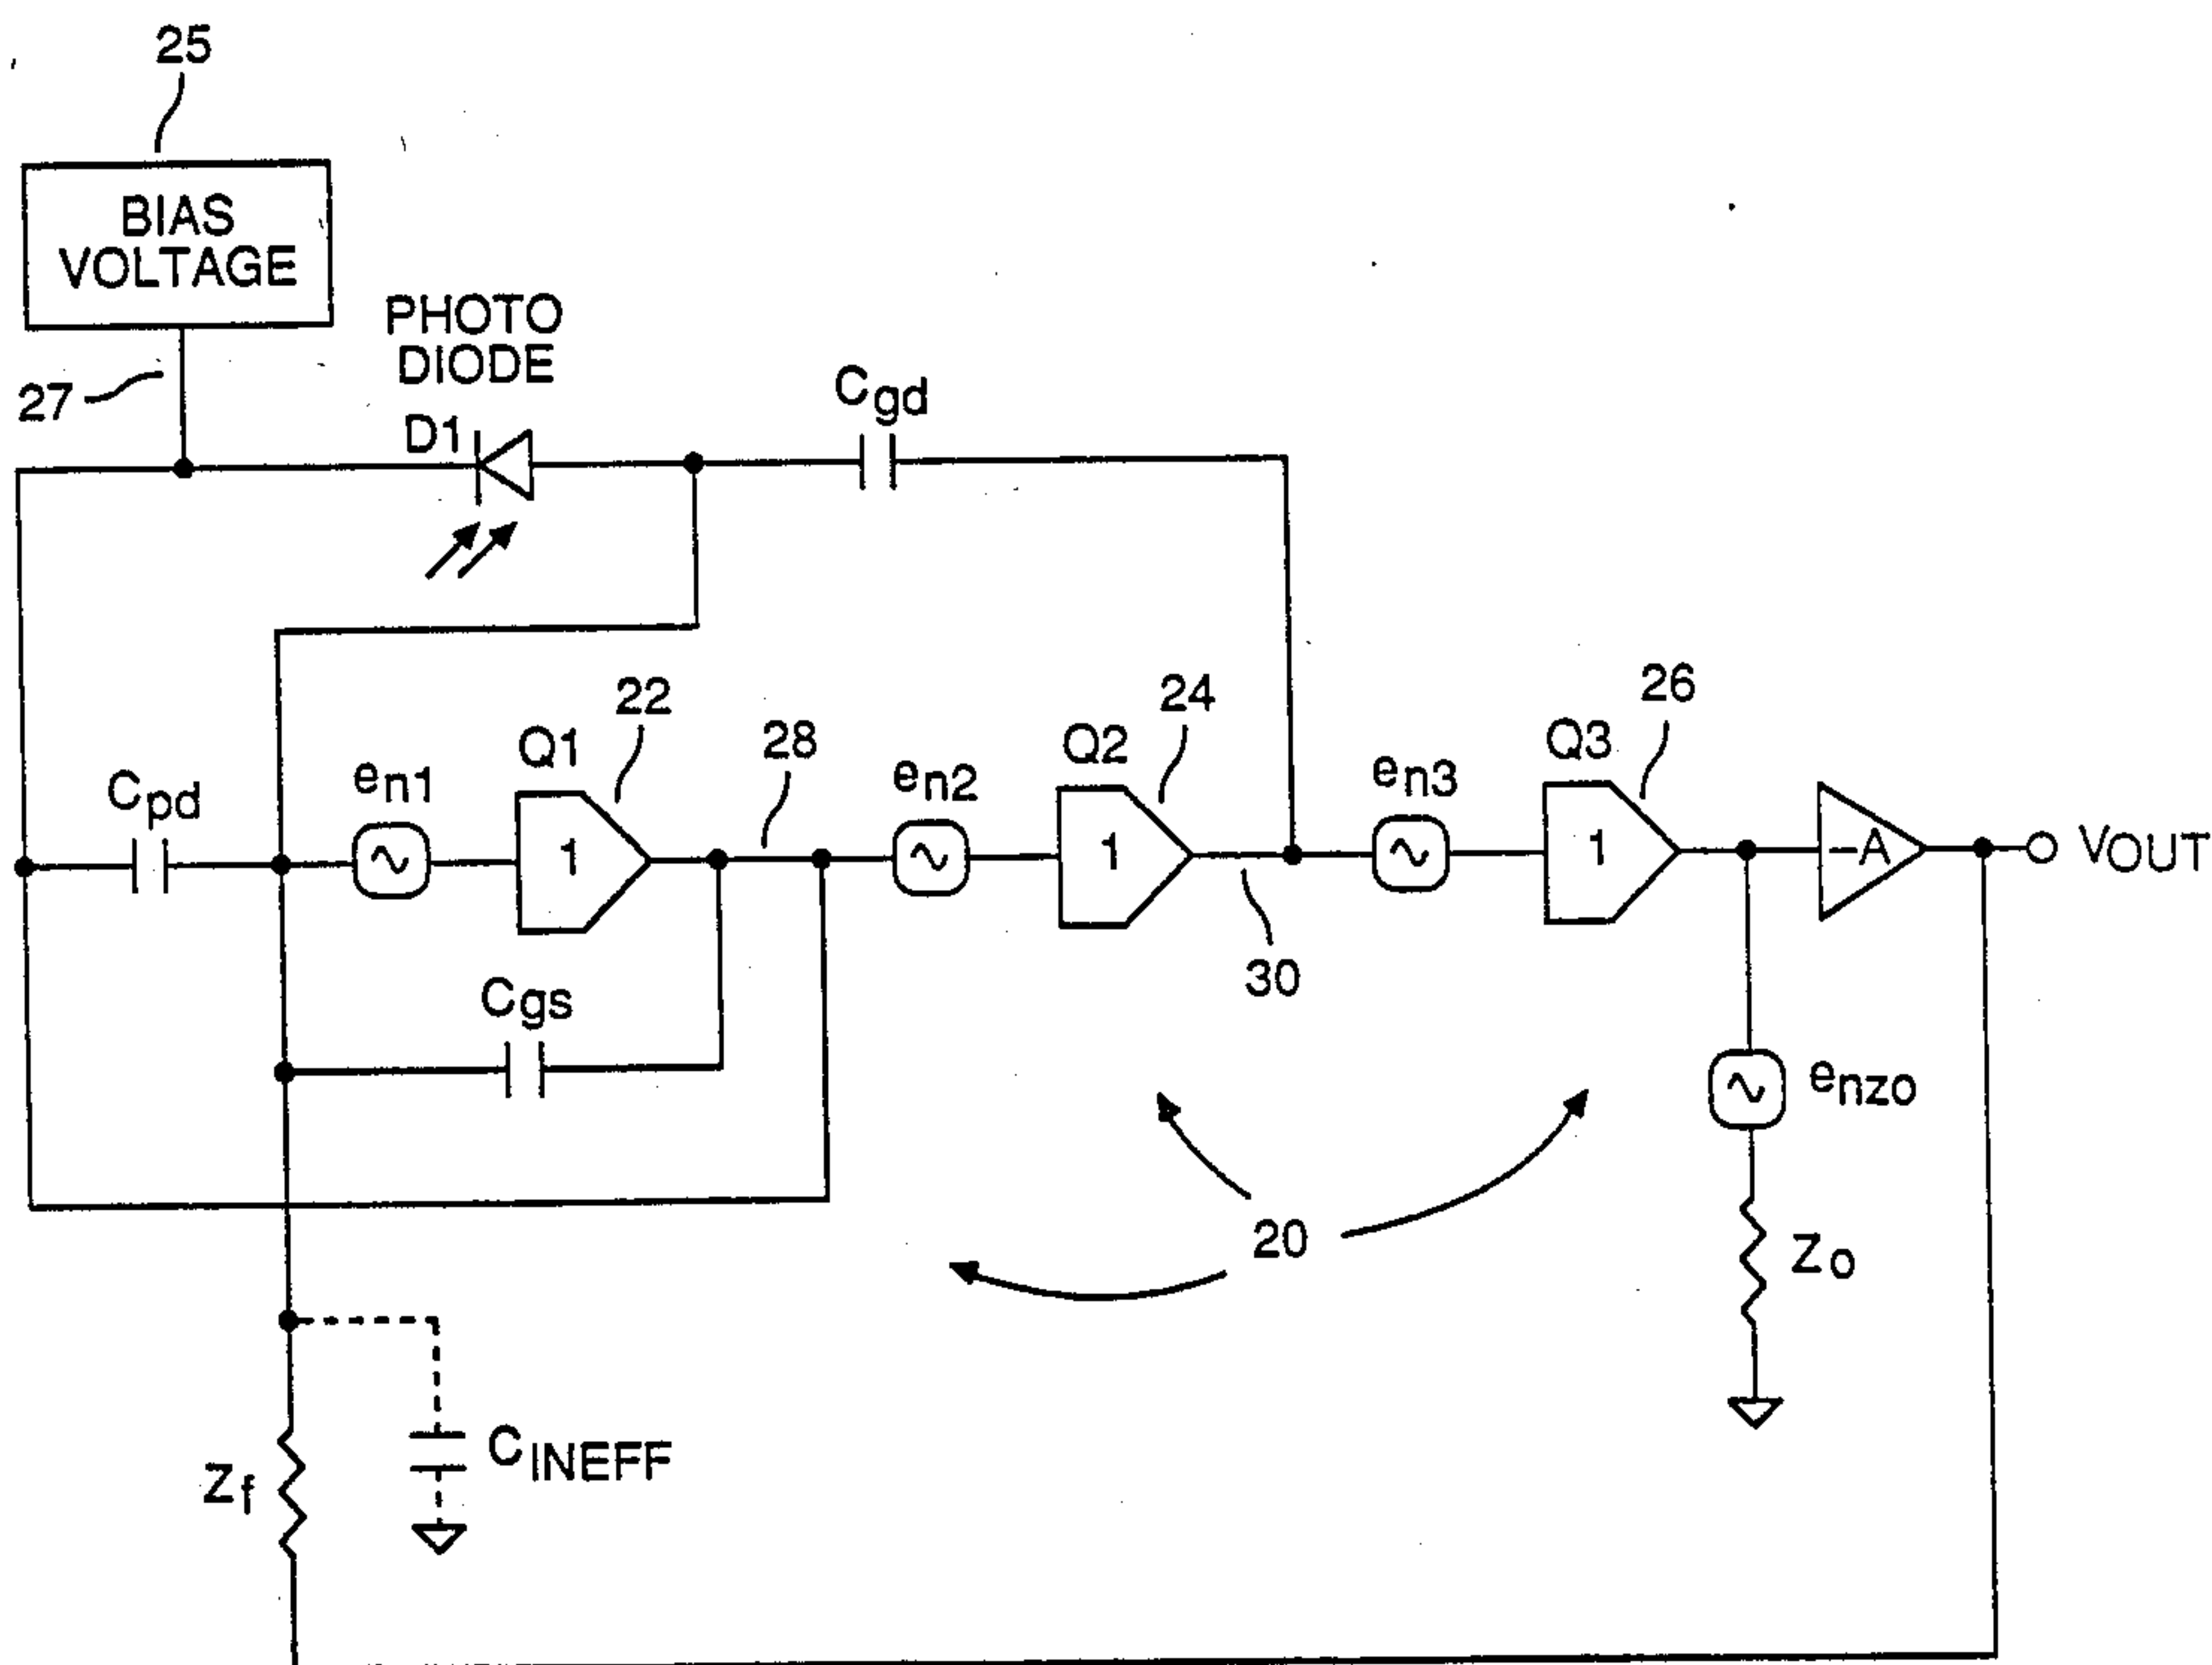 25
BIAS
VOLTAGE
27
PHOTO
DIODE
D1
Cgd
Cpd
en1
Q1
22
28
en2
Q2
24
en3
Q3
26
1
1
1
-A
VOUT
30
Cgs
enzo
20
Zo
Zf
CINEFF